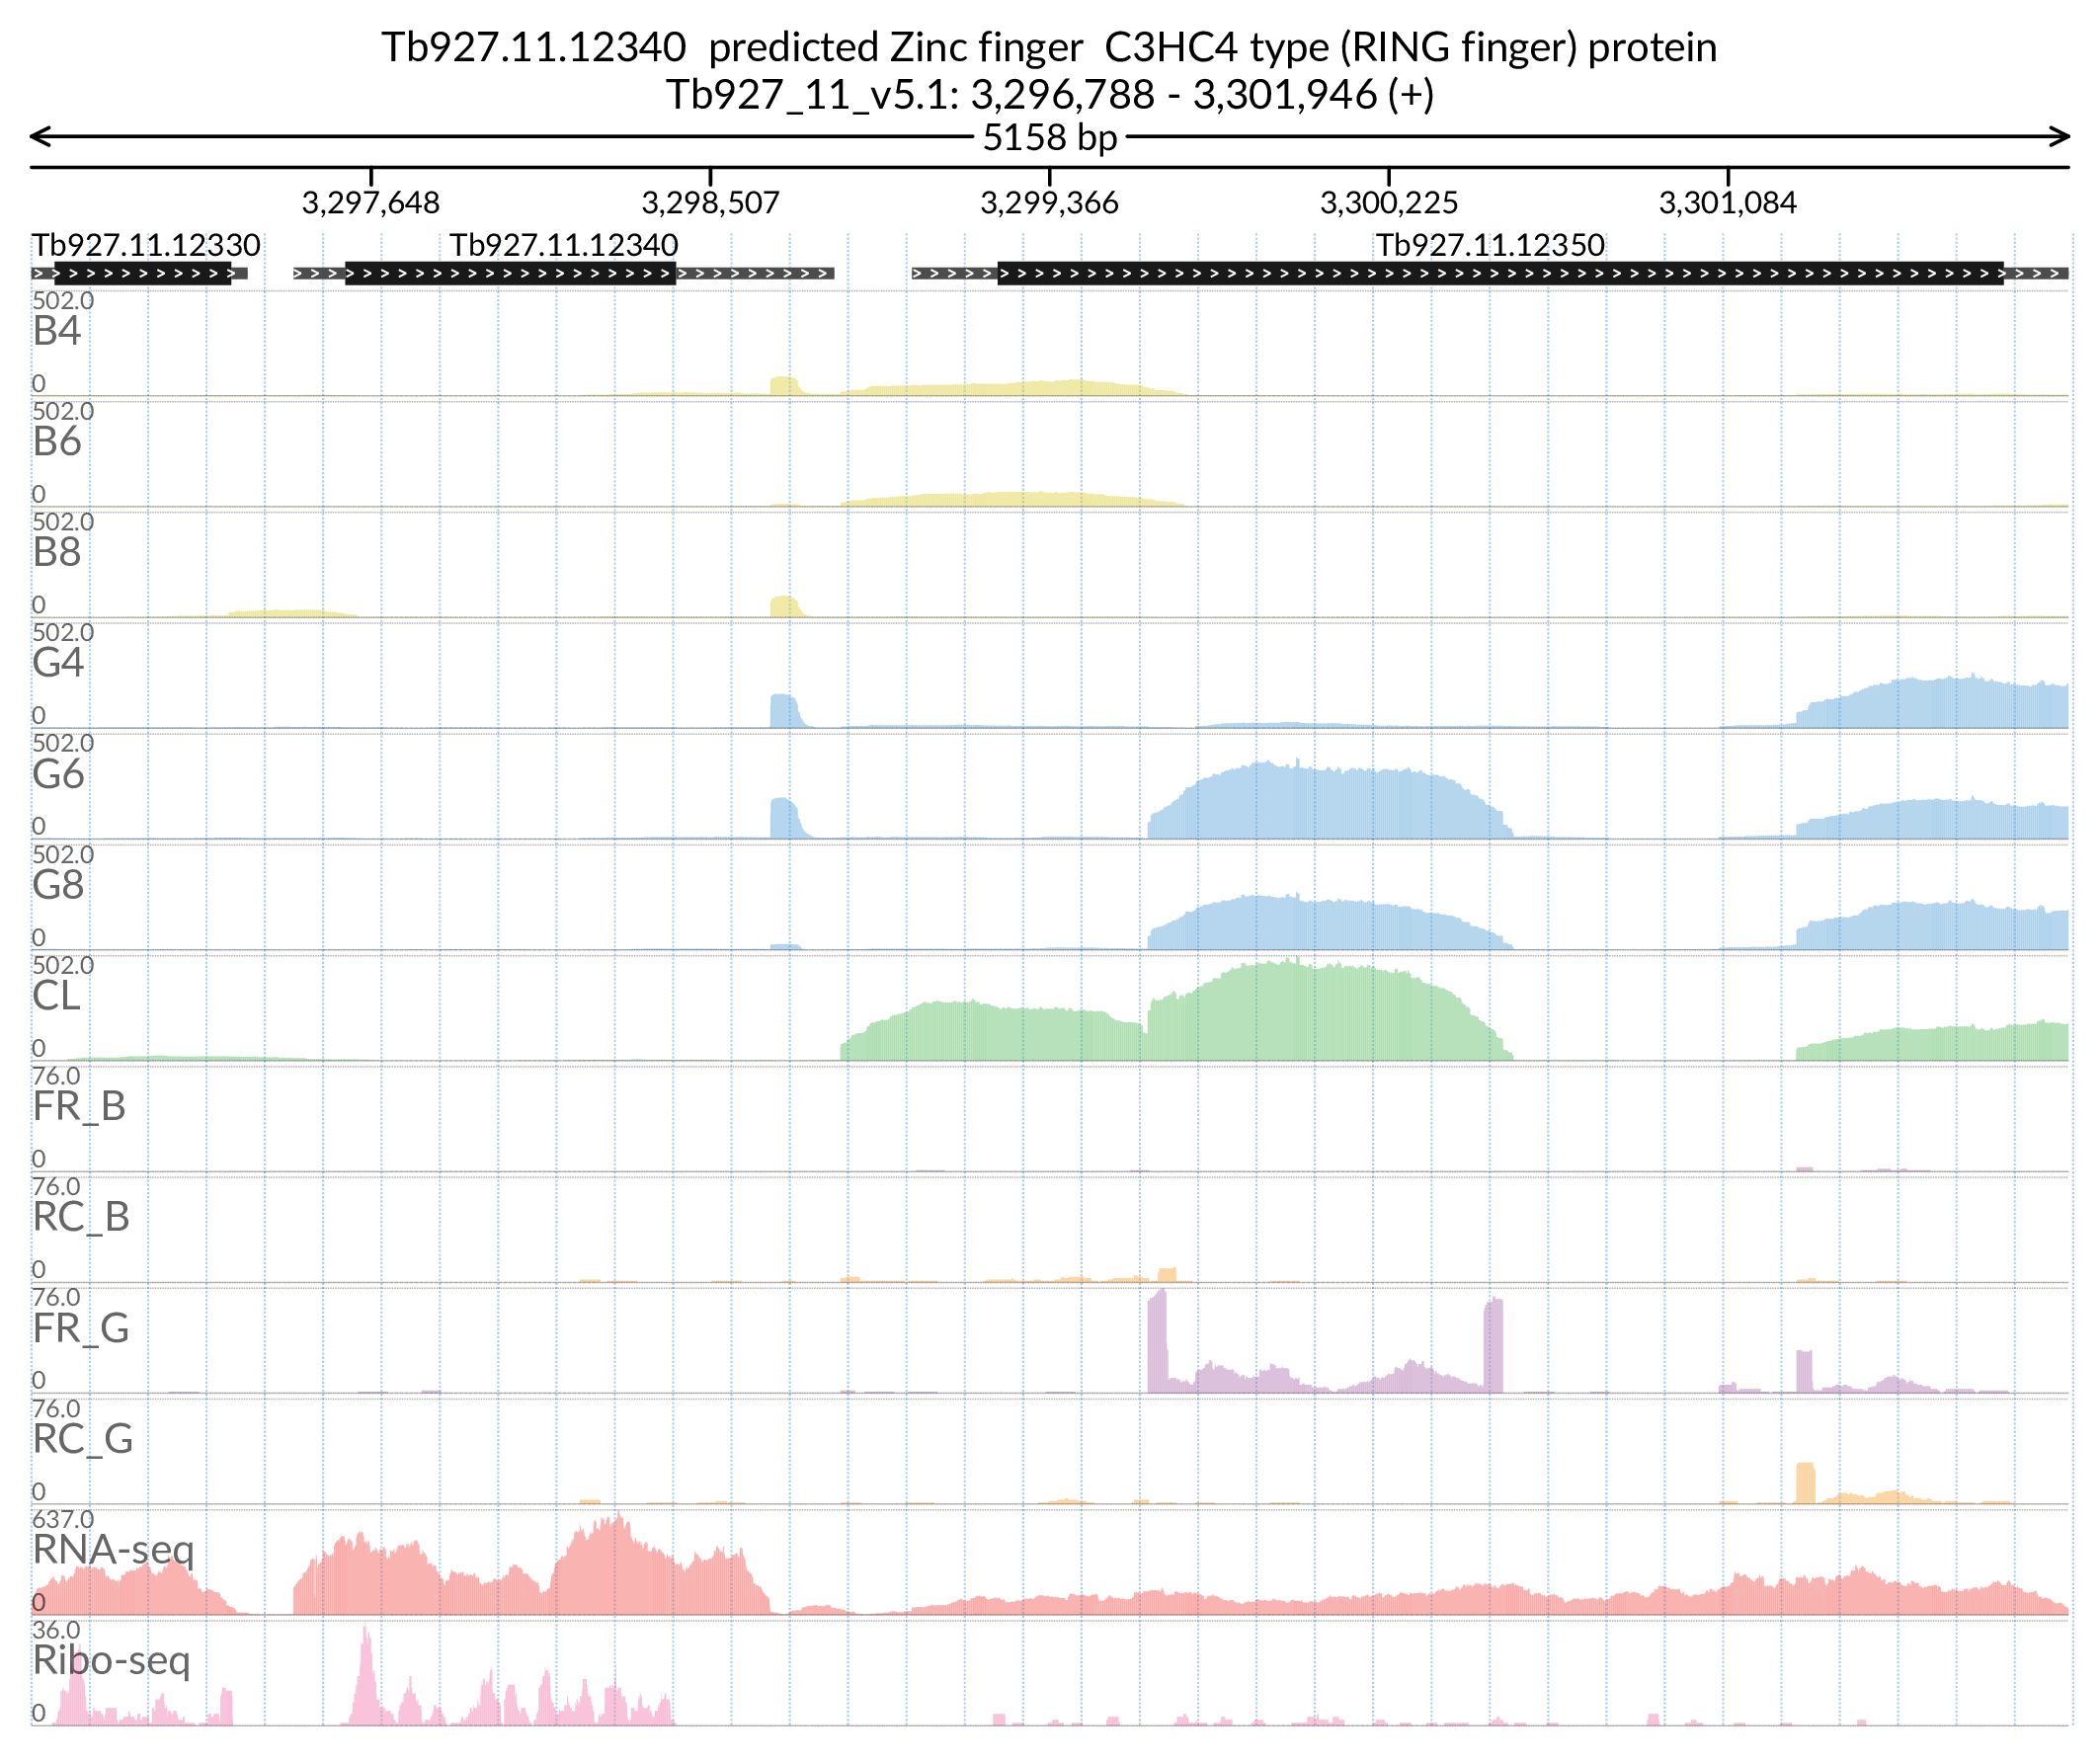 Tb927.11.12340 predicted Zinc finger C3HC4 type (RING finger) protein
Tb927_11_v5.1: 3,296,788 - 3,301,946 (+)
5158 bp
3,297,648 3,298,507 3,299,366 3,300,225 3,301,084
Tb927.11.12330 Tb927.11.12340 Tb927.11.12350
502.0
B4
0
502.0
B6
0
502.0
B8
0
502.0
G4
0
502.0
G6
0
502.0
G8
0
502.0
CL
0
76.0
FR_B
0
76.0
RC_B
0
76.0
FR_G
0
76.0
RC_G
0
637.0
RNA-seq
0
36.0
Ribo-seq
0